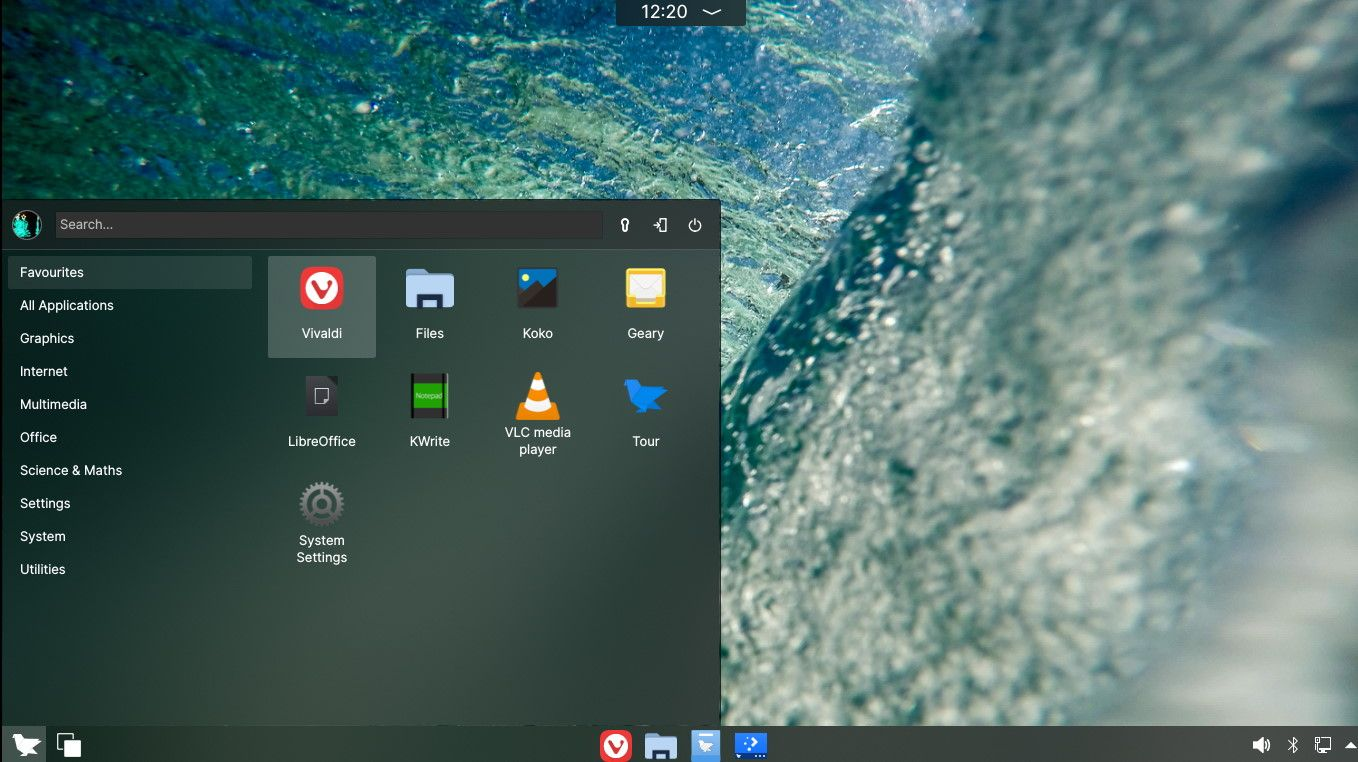 12:20
Search...
Favourites
All Applications
Graphics
Internet
Multimedia
Office
Science & Maths
Settings
System
Utilities
Vivaldi
Files
Koko
Geary
LibreOffice
Notepad
KWrite
VLC media
player
Tour
System
Settings